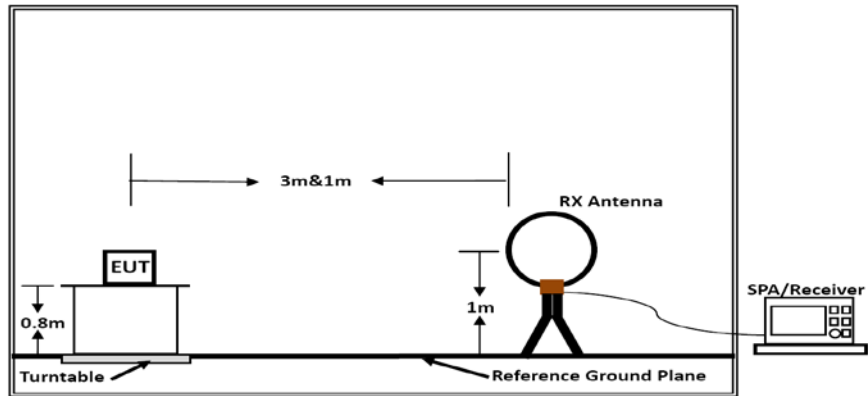 3m&1m
RX Antenna
EUT
SPA/Receiver
0.8m
1m
Turntable
Reference Ground Plane